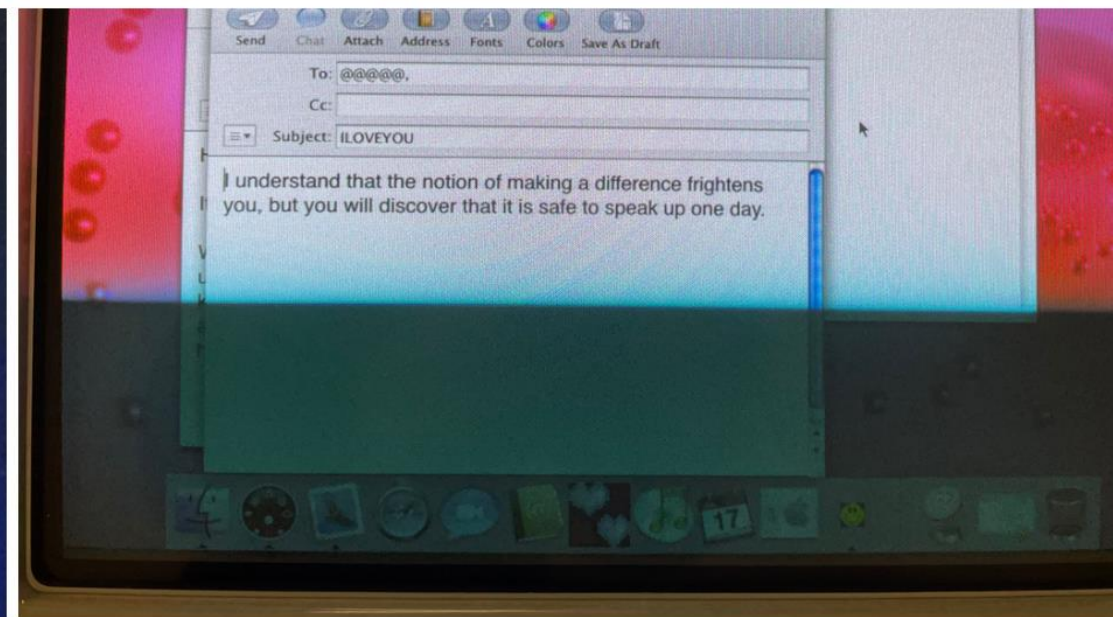 Send Chat Attach Address Fonts Colors Save As Draft
To: @@@@@,
Cc:
Subject: ILOVEYOU
I understand that the notion of making a difference frightens
you, but you will discover that it is safe to speak up one day.
17